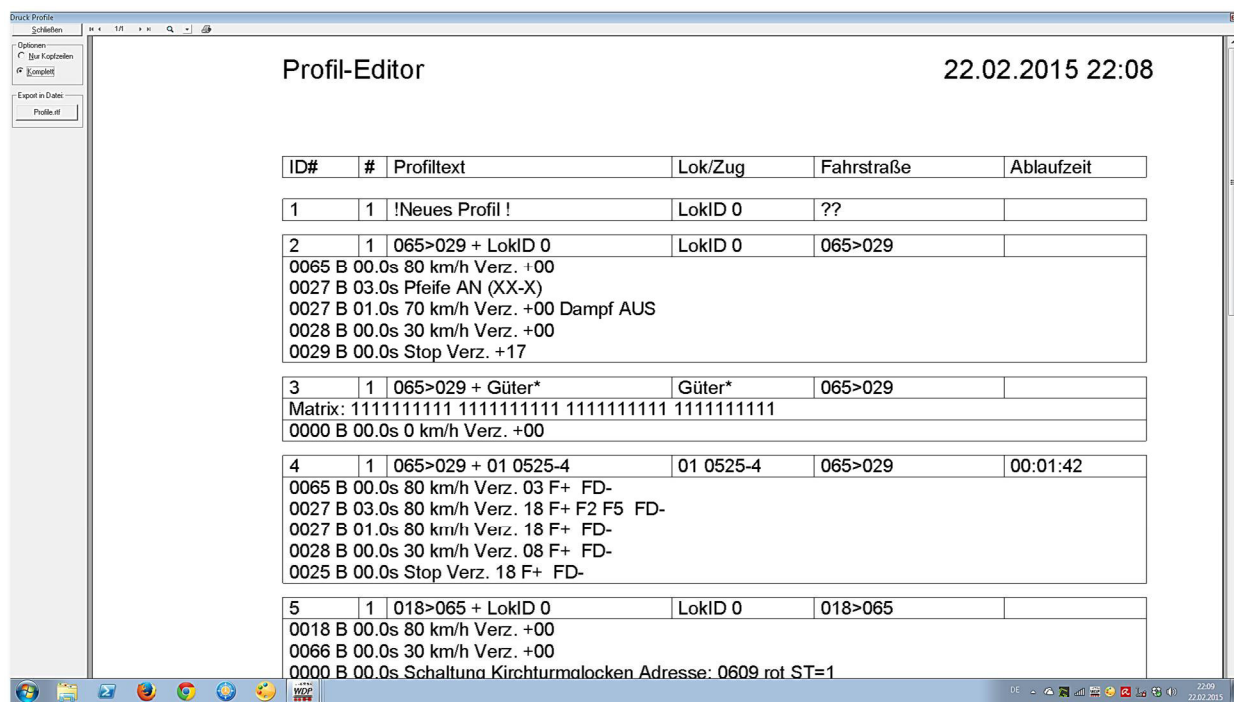 Druck Profile
Schließen 1/1
Optionen
Nur Kopfzeilen
Komplett
Export in Datei:
Profile.rtf
Profil-Editor 22.02.2015 22:08
ID# # Profiltext Lok/Zug Fahrstraße Ablaufzeit
1 1 !Neues Profil ! LokID 0 ??
2 1 065>029 + LokID 0 LokID 0 065>029
0065 B 00.0s 80 km/h Verz. +00
0027 B 03.0s Pfeife AN (XX-X)
0027 B 01.0s 70 km/h Verz. +00 Dampf AUS
0028 B 00.0s 30 km/h Verz. +00
0029 B 00.0s Stop Verz. +17
3 1 065>029 + Güter* Güter* 065>029
Matrix: 1111111111 1111111111 1111111111 1111111111
0000 B 00.0s 0 km/h Verz. +00
4 1 065>029 + 01 0525-4 01 0525-4 065>029 00:01:42
0065 B 00.0s 80 km/h Verz. 03 F+ FD-
0027 B 03.0s 80 km/h Verz. 18 F+ F2 F5 FD-
0027 B 01.0s 80 km/h Verz. 18 F+ FD-
0028 B 00.0s 30 km/h Verz. 08 F+ FD-
0025 B 00.0s Stop Verz. 18 F+ FD-
5 1 018>065 + LokID 0 LokID 0 018>065
0018 B 00.0s 80 km/h Verz. +00
0066 B 00.0s 30 km/h Verz. +00
0000 B 00.0s Schaltung Kirchturmglocken Adresse: 0609 rot ST=1
WDP
DE
22:09
22.02.2015